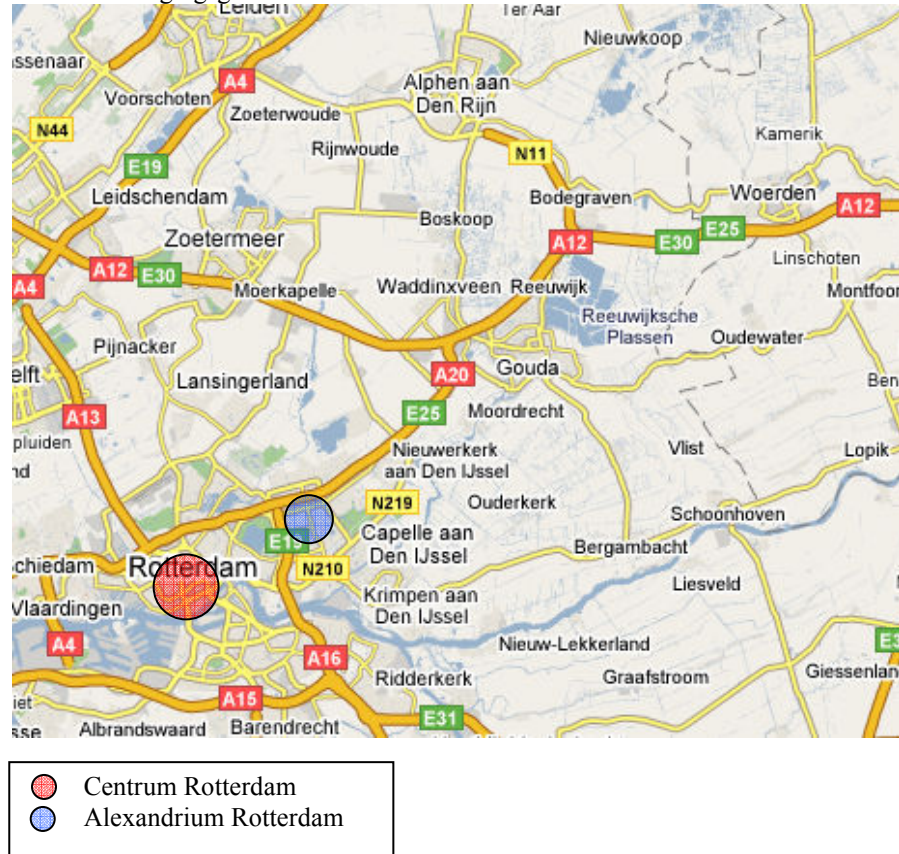 Leiden
Ter Aar
Nieuwkoop
ssenaar
A4
Alphen aan
Den Rijn
Voorschoten
Zoeterwoude
N44
Kamerik
Rijnwoude
N11
E19
Leidschendam
Bodegraven
Woerden
A12
Boskoop
Zoetermeer
A12
E30
E25
Linschoten
A12
E30
A4
Moerkapelle
Waddinxveen
Reeuwijk
Montfoor
Reeuwijksche
Plassen
Oudewater
Pijnacker
elft
Lansingerland
A20
Gouda
Ben
A13
E25
Moordrecht
pluiden
nd
Nieuwerkerk
aan Den IJssel
Vlist
Lopik
N219
Ouderkerk
Schoonhoven
Capelle aan
Den IJssel
Bergambacht
chiedam
Rotterdam
N210
Liesveld
Vlaardingen
Krimpen aan
Den IJssel
A4
Nieuw-Lekkerland
A16
Ridderkerk
Graafstroom
Giessenlan
iet
A15
sse
Albrandswaard
Barendrecht
E31
Centrum Rotterdam
Alexandrium Rotterdam